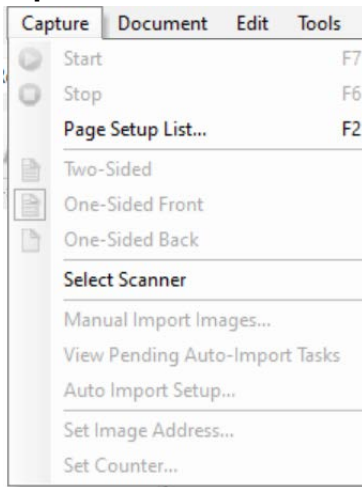 Capture Document Edit Tools
Start F7
Stop F6
Page Setup List... F2
Two-Sided
One-Sided Front
One-Sided Back
Select Scanner
Manual Import Images...
View Pending Auto-Import Tasks
Auto Import Setup...
Set Image Address...
Set Counter...